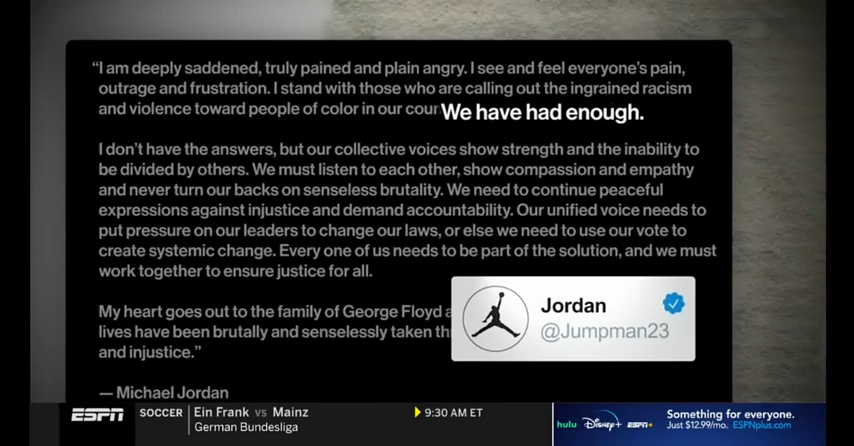 “I am deeply saddened, truly pained and plain angry. I see and feel everyone’s pain,
outrage and frustration. I stand with those who are calling out the ingrained racism
and violence toward people of color in our We have had enough.
I don’t have the answers, but our collective voices show strength and the inability to
be divided by others. We must listen to each other, show compassion and empathy
and never turn our backs on senseless brutality. We need to continue peaceful
expressions against injustice and demand accountability. Our unified voice needs to
put pressure on our leaders to change our laws, or else we need to use our vote to
create systemic change. Every one of us needs to be part of the solution, and we must
work together to ensure justice for all.
My heart goes out to the family of George Floyd
lives have been brutally and senselessly taken
and injustice.”
— Michael Jordan
Jordan
@Jumpman23
ESPN SOCCER Ein Frank vs Mainz 9:30 AM ET
German Bundesliga
hulu Disney+ ESPN+
Something for everyone.
Just $12.99/mo. ESPNplus.com